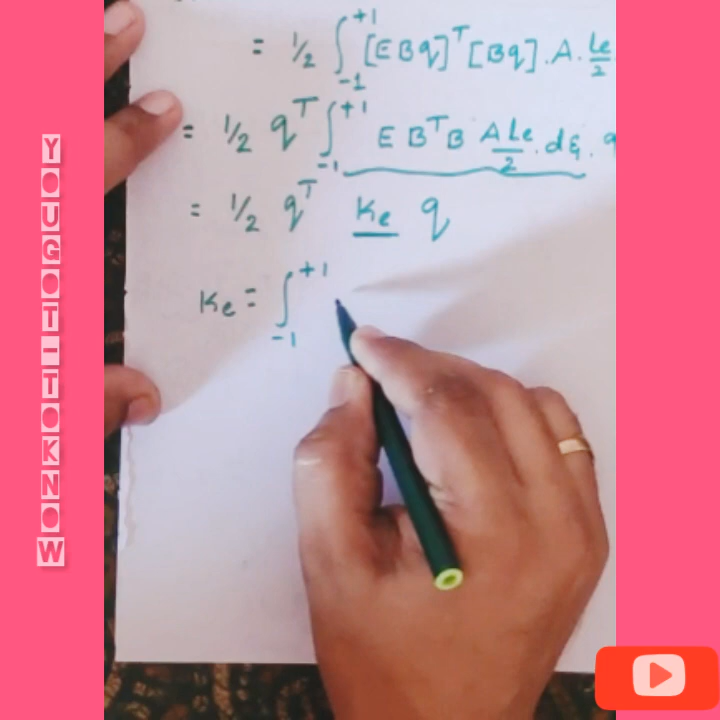 = 1/2 ∫₋₁⁺¹ [EBq]ᵀ [Bq] . A . Le/2
= 1/2 qᵀ ∫₋₁⁺¹ E Bᵀ B A Le/2 . dξ . q
= 1/2 qᵀ Ke q
Ke = ∫₋₁⁺¹
YOUGOTITOKNOW